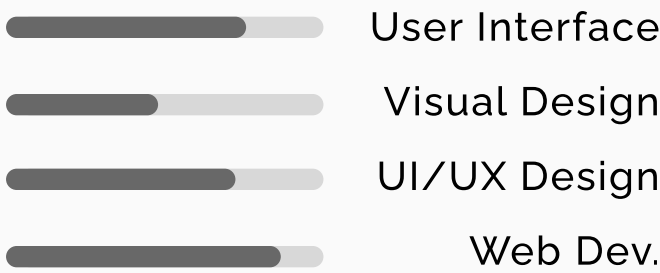 User Interface
Visual Design
UI/UX Design
Web Dev.